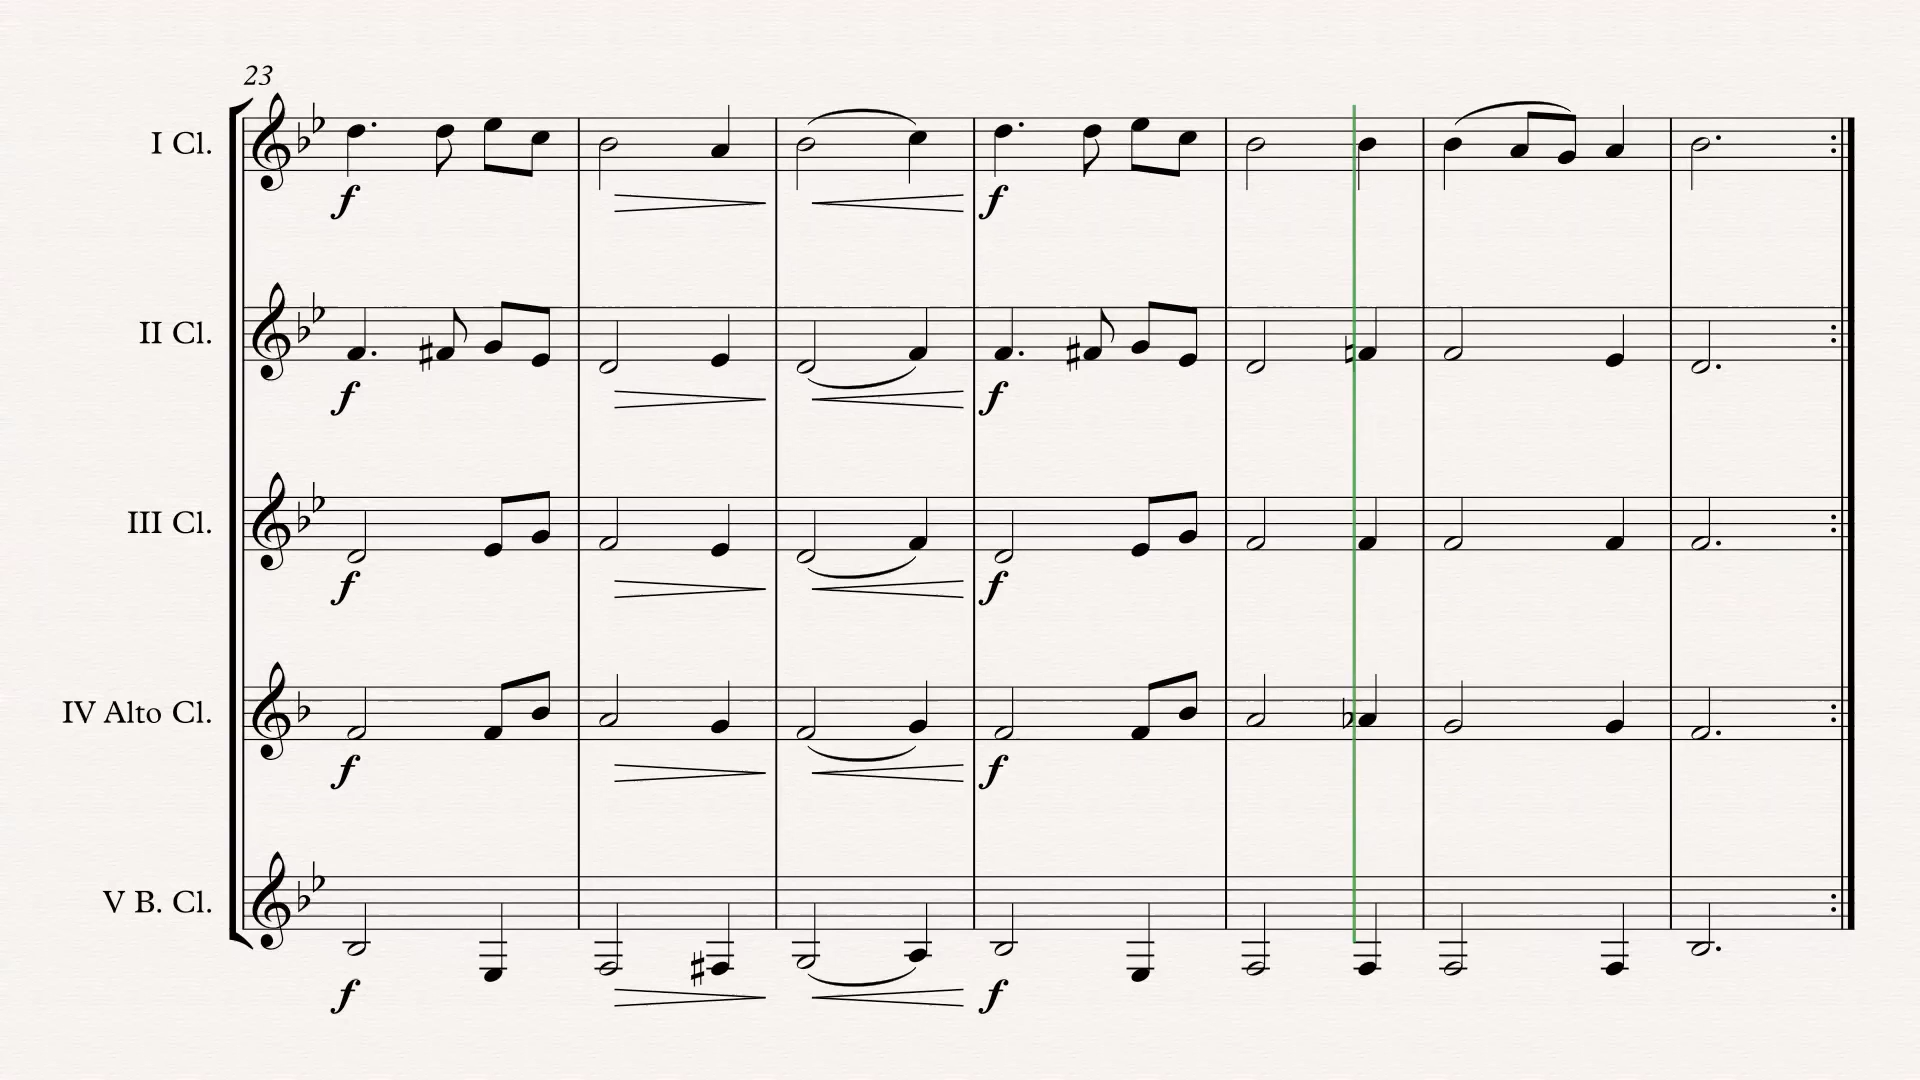 23
I Cl.
f f
II Cl.
f f
III Cl.
f f
IV Alto Cl.
f f
V B. Cl.
f f